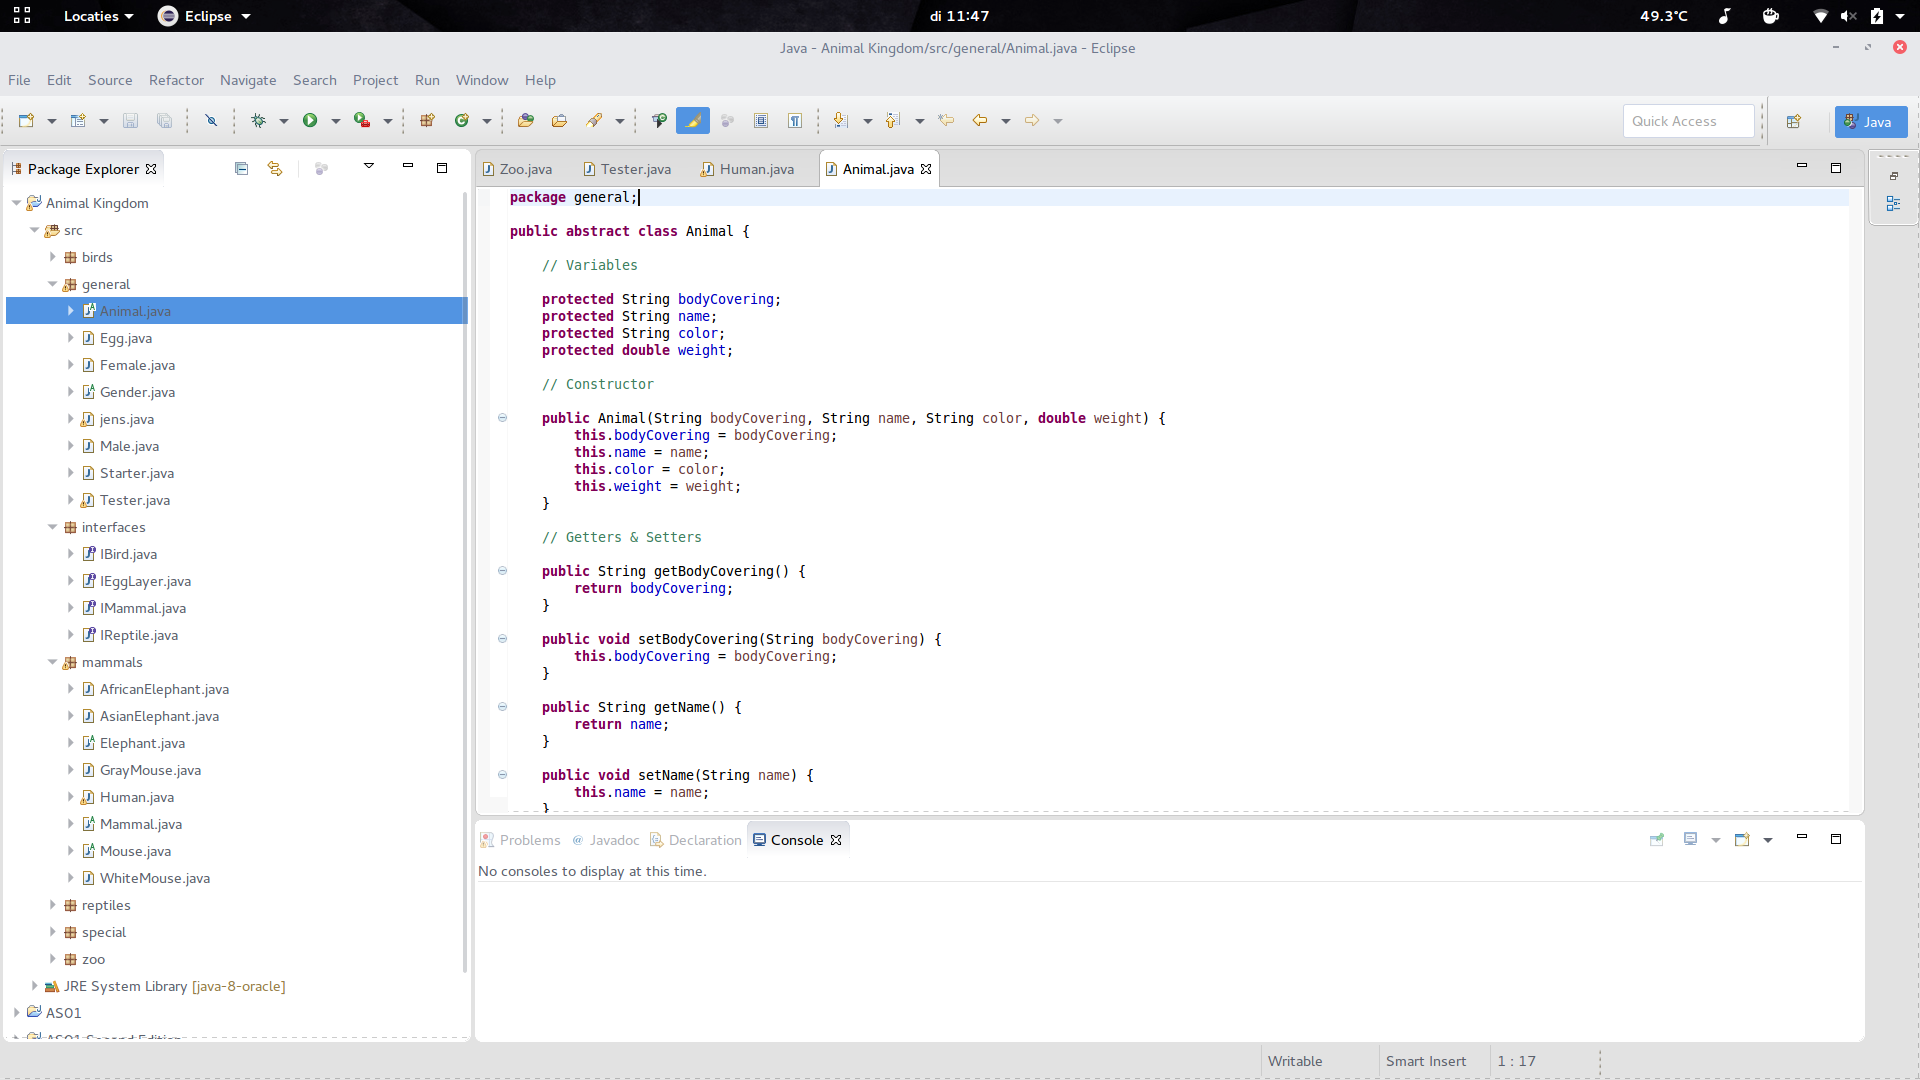 Locaties
Eclipse
di 11:47
49.3°C
Java - Animal Kingdom/src/general/Animal.java - Eclipse
File Edit Source Refactor Navigate Search Project Run Window Help
Quick Access
Java
Package Explorer
Animal Kingdom
src
birds
general
Animal.java
Egg.java
Female.java
Gender.java
jens.java
Male.java
Starter.java
Tester.java
interfaces
IBird.java
IEggLayer.java
IMammal.java
IReptile.java
mammals
AfricanElephant.java
AsianElephant.java
Elephant.java
GrayMouse.java
Human.java
Mammal.java
Mouse.java
WhiteMouse.java
reptiles
special
zoo
JRE System Library [java-8-oracle]
ASO1
ASO1 Second Edition
Zoo.java Tester.java Human.java Animal.java
package general;
public abstract class Animal {
// Variables
protected String bodyCovering;
protected String name;
protected String color;
protected double weight;
// Constructor
public Animal(String bodyCovering, String name, String color, double weight) {
this.bodyCovering = bodyCovering;
this.name = name;
this.color = color;
this.weight = weight;
}
// Getters & Setters
public String getBodyCovering() {
return bodyCovering;
}
public void setBodyCovering(String bodyCovering) {
this.bodyCovering = bodyCovering;
}
public String getName() {
return name;
}
public void setName(String name) {
this.name = name;
}
Problems @ Javadoc Declaration Console
No consoles to display at this time.
Writable
Smart Insert
1 : 17